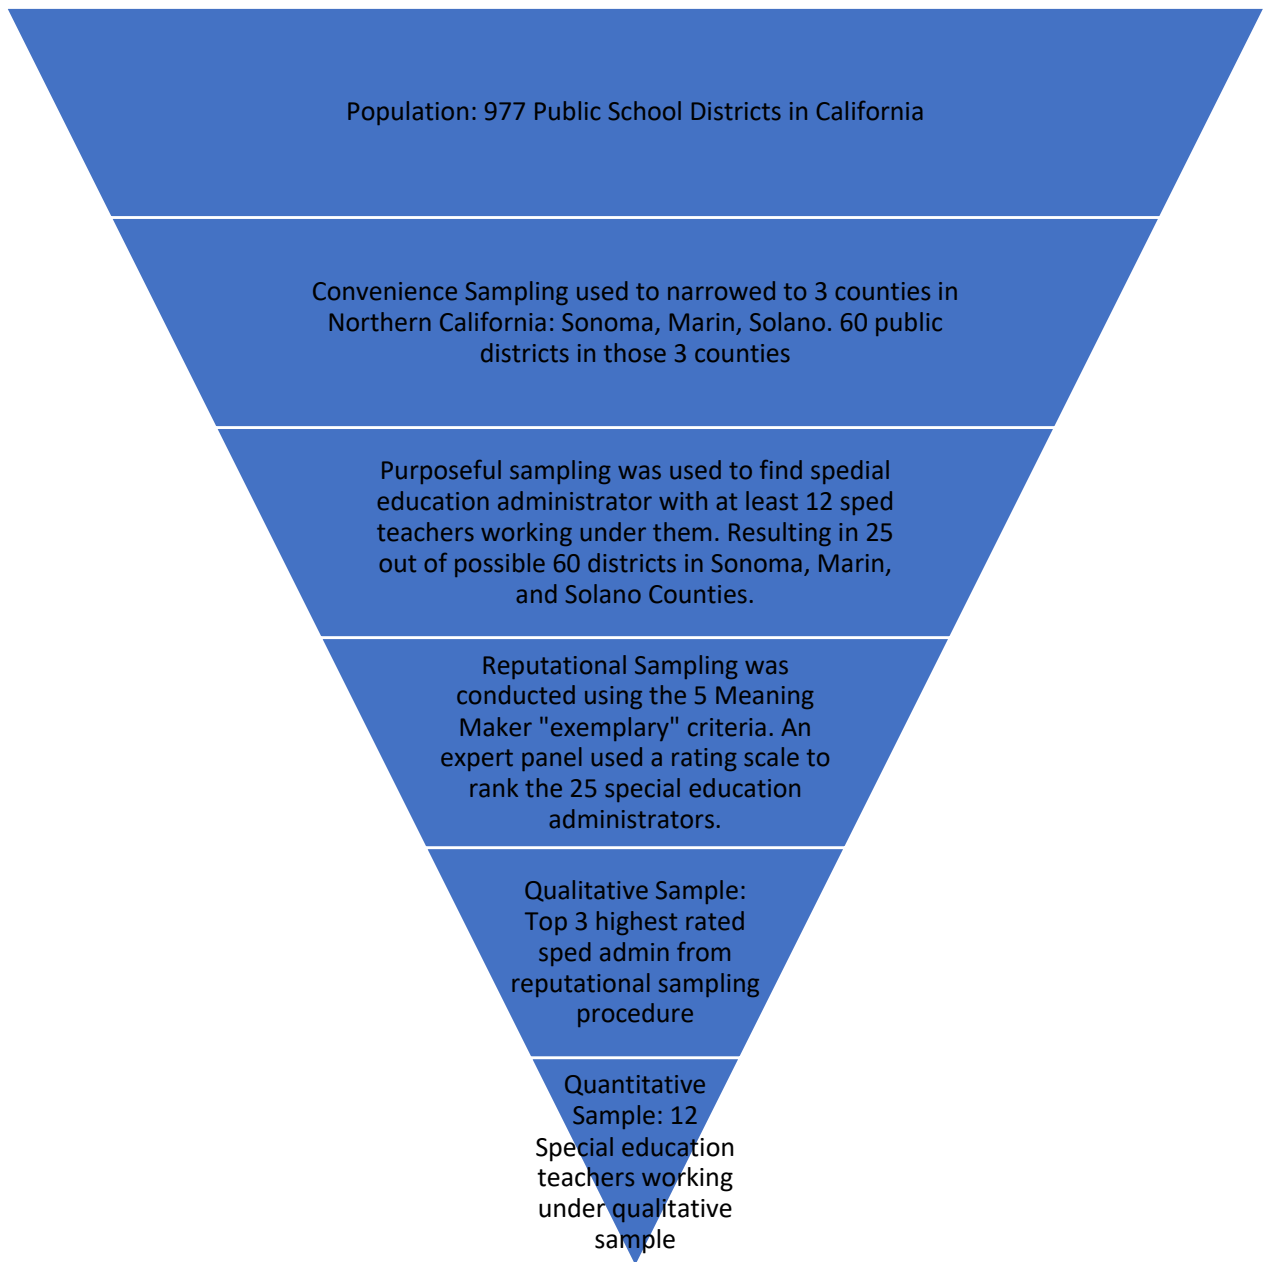 Population: 977 Public School Districts in California
Convenience Sampling used to narrowed to 3 counties in
Northern California: Sonoma, Marin, Solano. 60 public
districts in those 3 counties
Purposeful sampling was used to find spedial
education administrator with at least 12 sped
teachers working under them. Resulting in 25
out of possible 60 districts in Sonoma, Marin,
and Solano Counties.
Reputational Sampling was
conducted using the 5 Meaning
Maker "exemplary" criteria. An
expert panel used a rating scale to
rank the 25 special education
administrators.
Qualitative Sample:
Top 3 highest rated
sped admin from
reputational sampling
procedure
Quantitative
Sample: 12
Special education
teachers working
under qualitative
sample